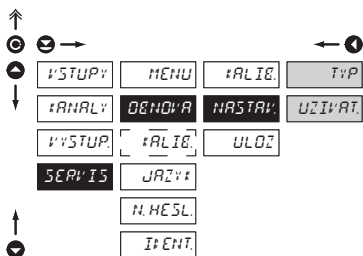 VSTUPY MENU KALIB. TYP
KANALY OBNOVA NASTAV. UZIVAT.
VYSTUP. KALIB. ULOZ
SERVIS JAZYK
N. HESL.
IDENT.